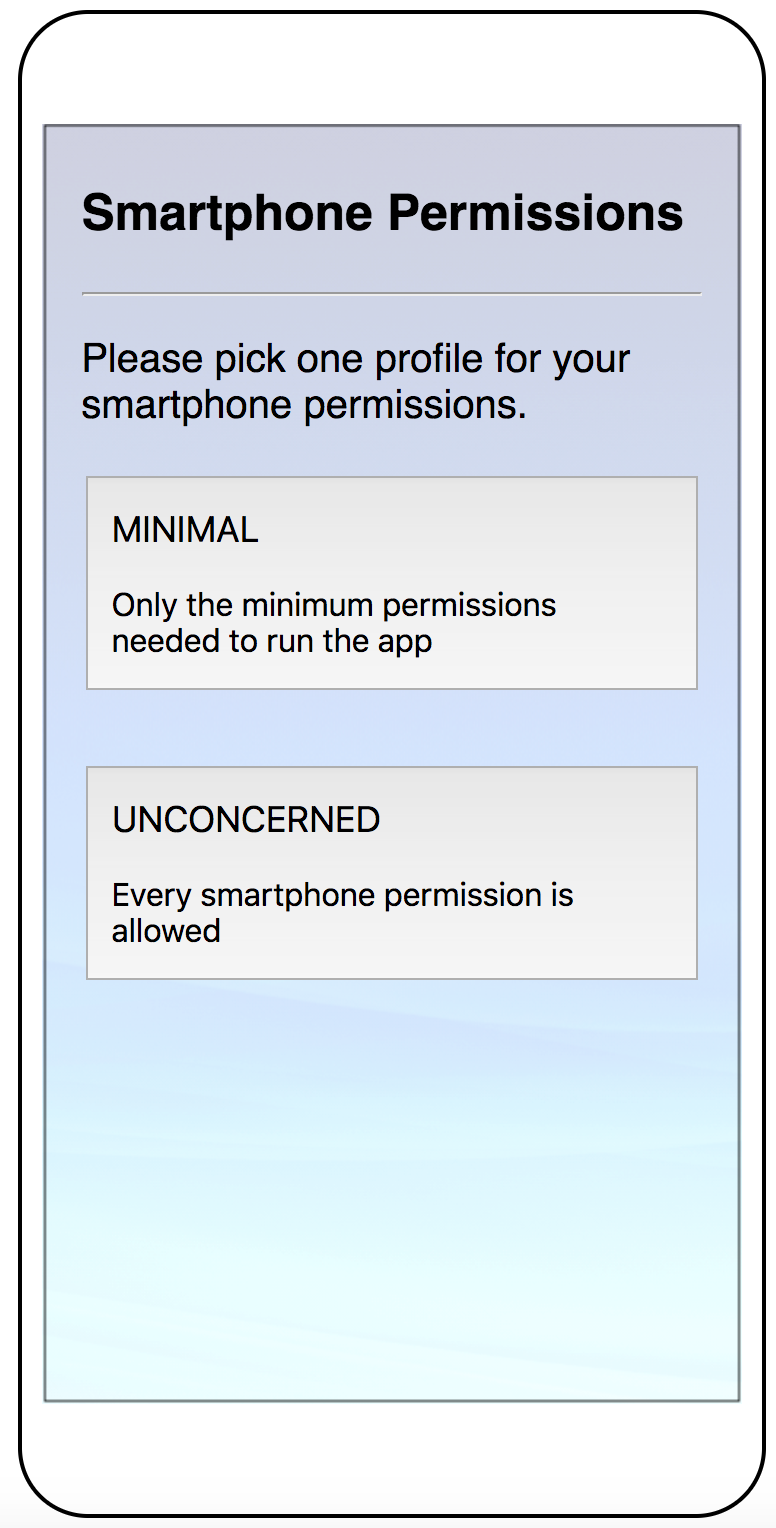 Smartphone Permissions
Please pick one profile for your
smartphone permissions.
MINIMAL
Only the minimum permissions
needed to run the app
UNCONCERNED
Every smartphone permission is
allowed